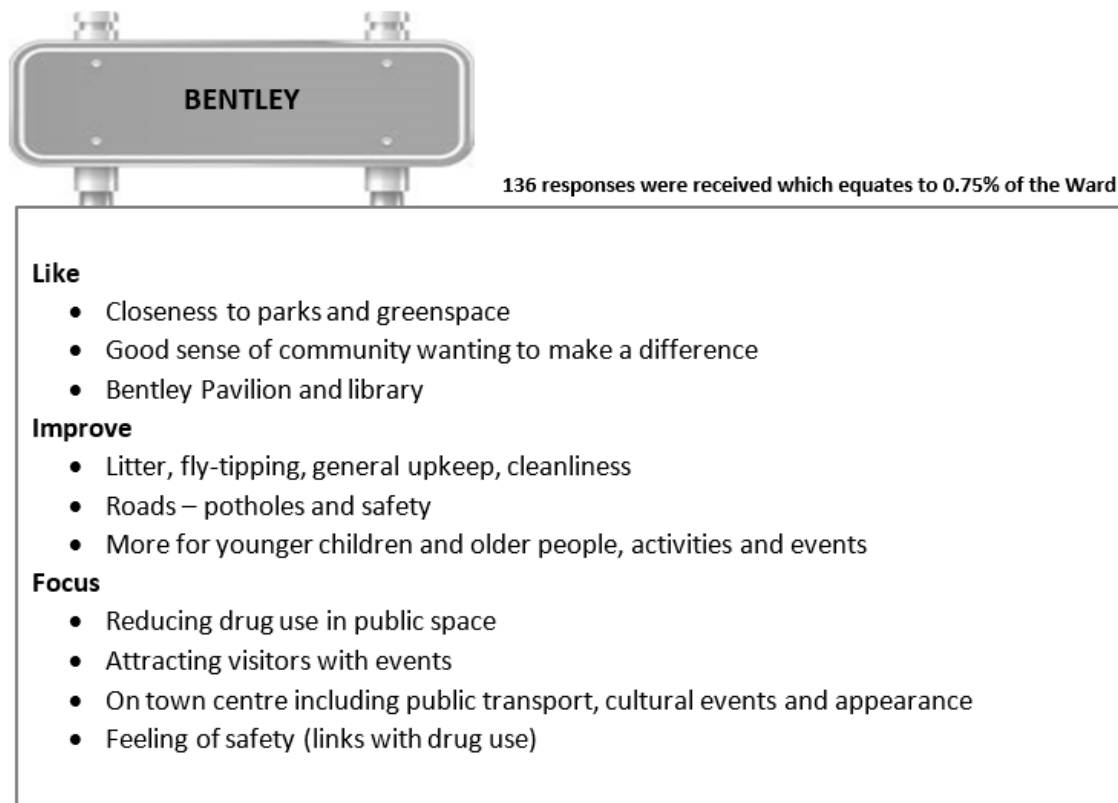 BENTLEY
136 responses were received which equates to 0.75% of the Ward
Like
• Closeness to parks and greenspace
• Good sense of community wanting to make a difference
• Bentley Pavilion and library
Improve
• Litter, fly-tipping, general upkeep, cleanliness
• Roads – potholes and safety
• More for younger children and older people, activities and events
Focus
• Reducing drug use in public space
• Attracting visitors with events
• On town centre including public transport, cultural events and appearance
• Feeling of safety (links with drug use)